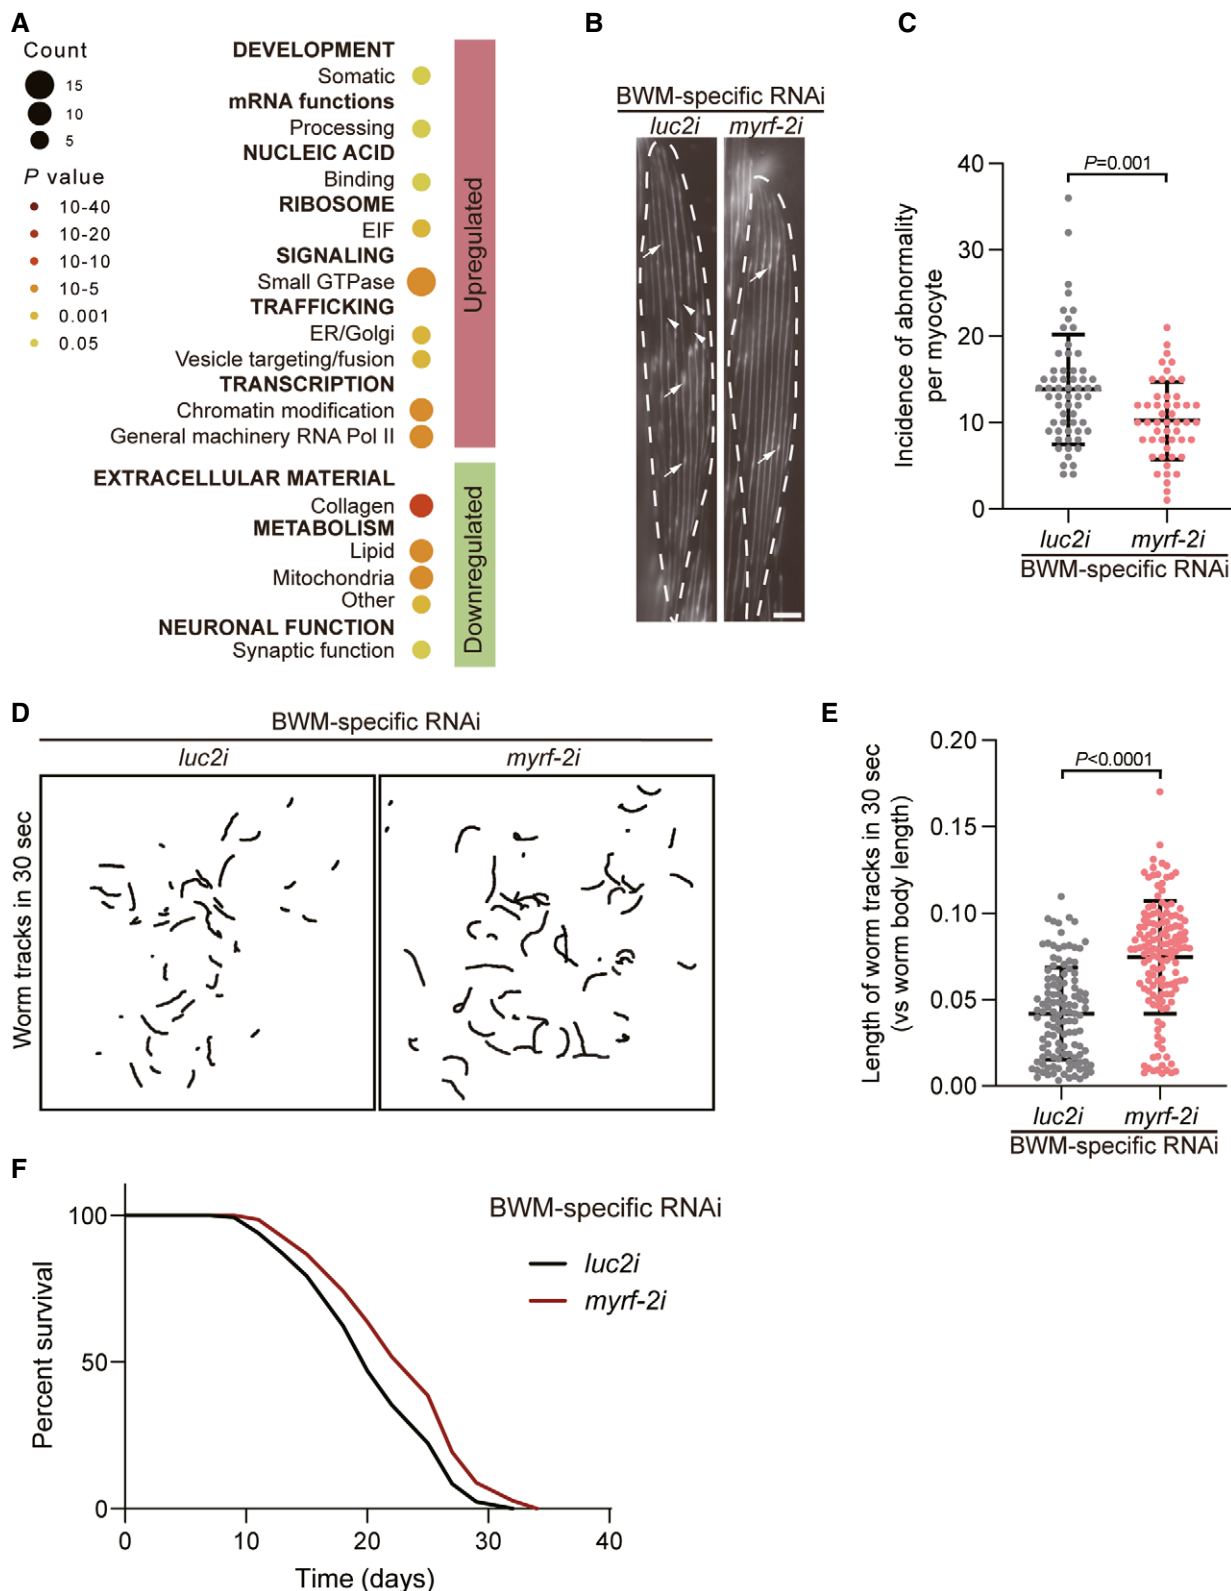 A
Count
15
10
5
P value
10-40
10-20
10-10
10-5
0.001
0.05
DEVELOPMENT
Somatic
mRNA functions
Processing
NUCLEIC ACID
Binding
RIBOSOME
EIF
SIGNALING
Small GTPase
TRAFFICKING
ER/Golgi
Vesicle targeting/fusion
TRANSCRIPTION
Chromatin modification
General machinery RNA Pol II
EXTRACELLULAR MATERIAL
Collagen
METABOLISM
Lipid
Mitochondria
Other
NEURONAL FUNCTION
Synaptic function
Upregulated
Downregulated
B
BWM-specific RNAi
luc2i myrf-2i
C
Incidence of abnormality
per myocyte
40
30
20
10
0
P=0.001
luc2i myrf-2i
BWM-specific RNAi
D
BWM-specific RNAi
luc2i myrf-2i
Worm tracks in 30 sec
E
Length of worm tracks in 30 sec
(vs worm body length)
0.20
0.15
0.10
0.05
0.00
P<0.0001
luc2i myrf-2i
BWM-specific RNAi
F
Percent survival
100
50
0
0 10 20 30 40
Time (days)
BWM-specific RNAi
luc2i
myrf-2i